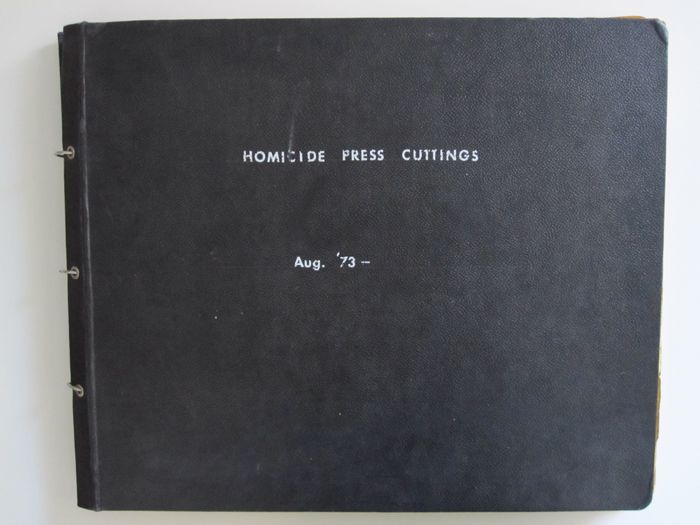 HOMICIDE PRESS CUTTINGS
Aug. '73 –